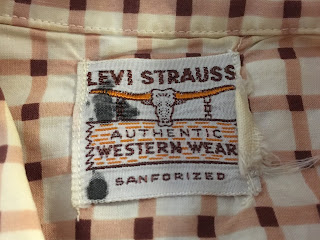 LEVI STRAUSS
AUTHENTIC
WESTERN WEAR
SANFORIZED